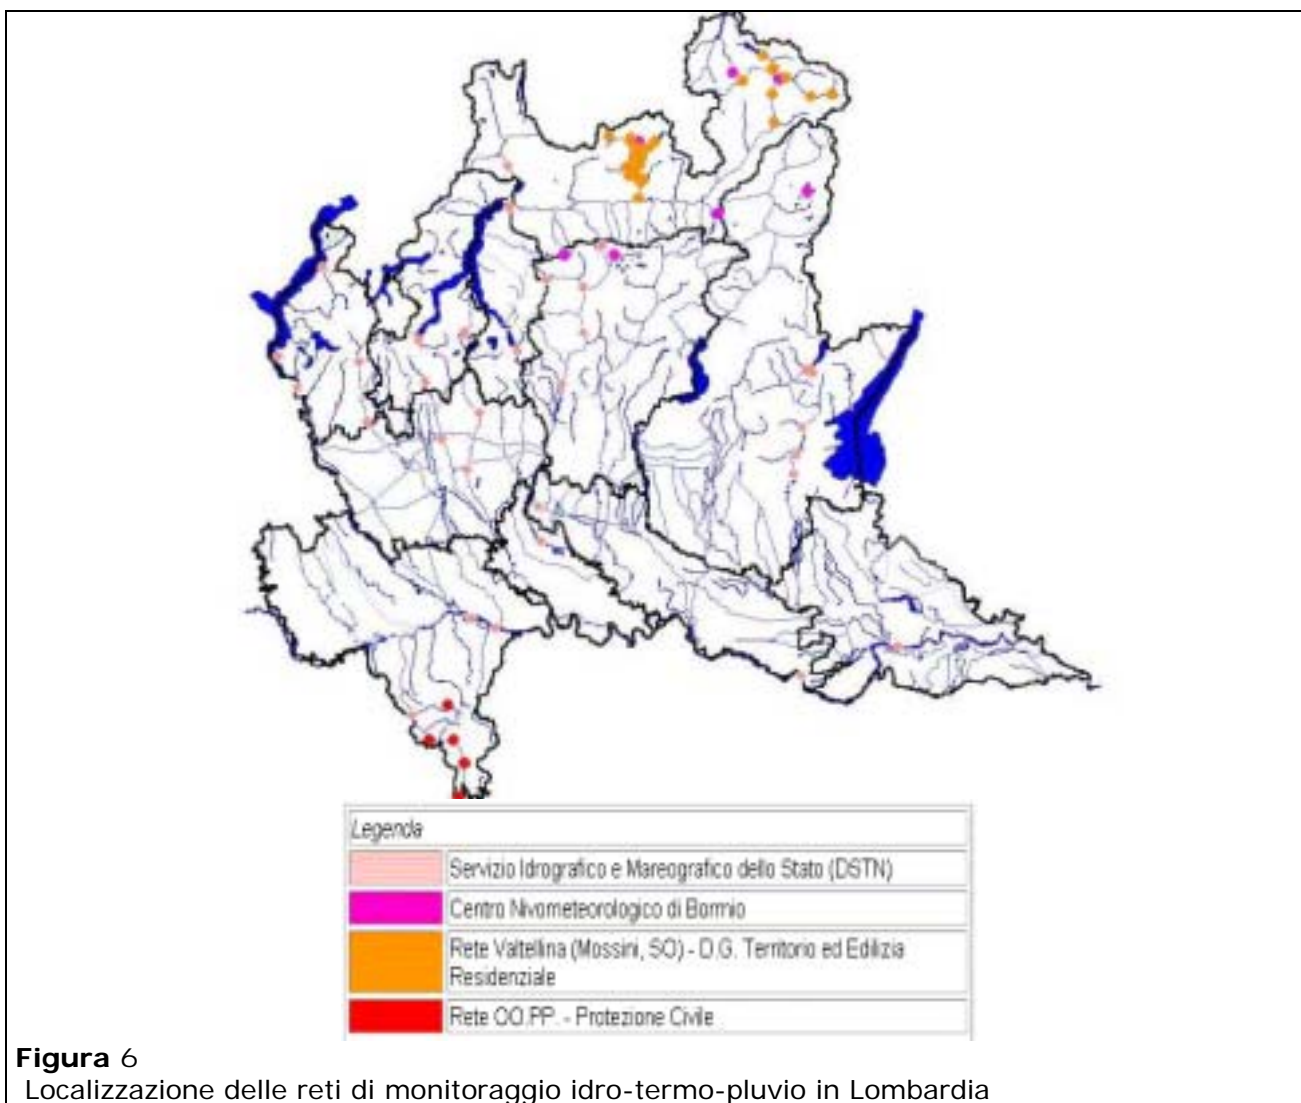 Legenda
Servizio Idrografico e Mareografico dello Stato (DSTN)
Centro Nivometeorologico di Bormio
Rete Valtellina (Mossini, SO) - D.G. Territorio ed Edilizia
Residenziale
Rete OO.PP. - Protezione Civile
Figura 6
Localizzazione delle reti di monitoraggio idro-termo-pluvio in Lombardia